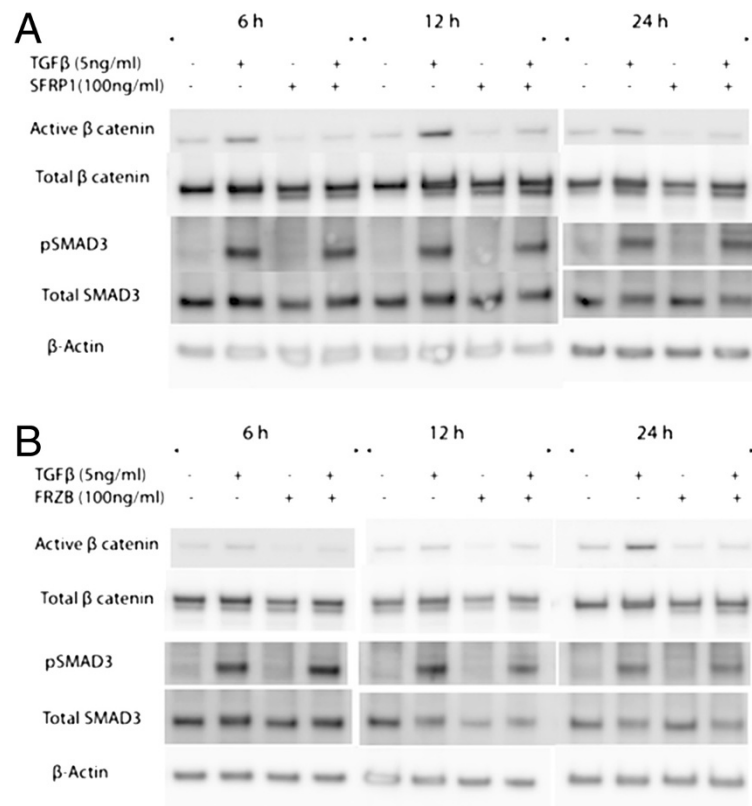 A
6 h 12 h 24 h
TGFβ (5ng/ml) - + - + - + - + - + - +
SFRP1(100ng/ml) - - + + - - + + - - + +
Active β catenin
Total β catenin
pSMAD3
Total SMAD3
β-Actin
B
6 h 12 h 24 h
TGFβ (5ng/ml) - + - + - + - + - + - +
FRZB (100ng/ml) - - + + - - + + - - + +
Active β catenin
Total β catenin
pSMAD3
Total SMAD3
β-Actin